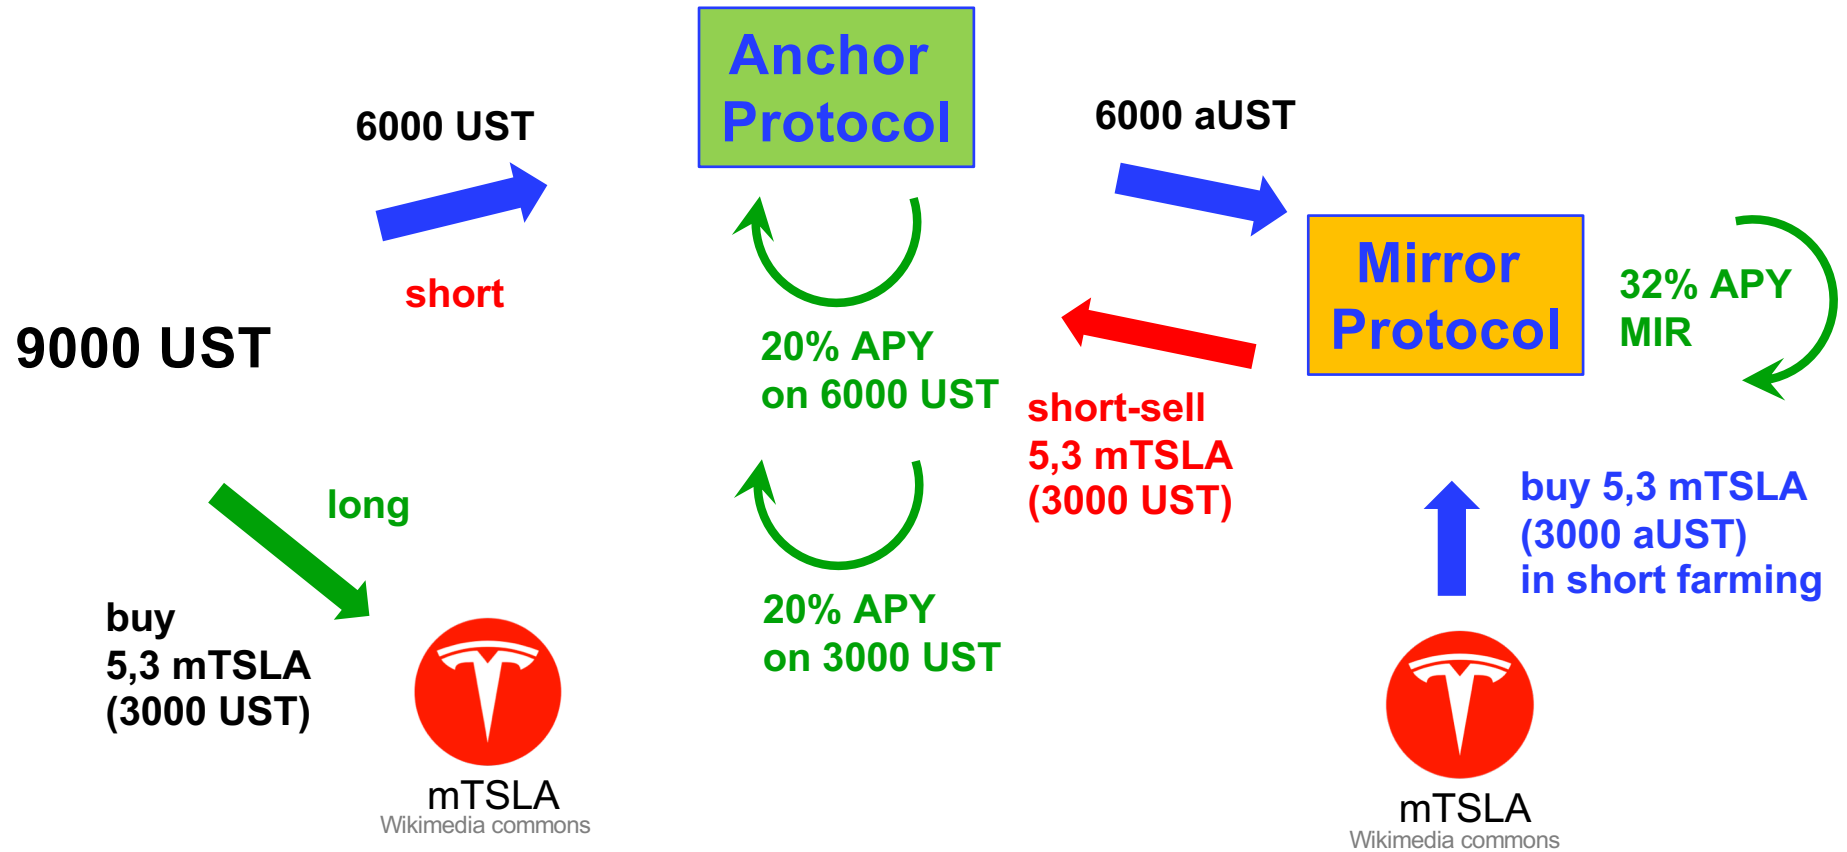 9000 UST
6000 UST
short
Anchor
Protocol
6000 aUST
Mirror
Protocol
32% APY
MIR
20% APY
on 6000 UST
short-sell
5,3 mTSLA
(3000 UST)
20% APY
on 3000 UST
long
buy
5,3 mTSLA
(3000 UST)
mTSLA
Wikimedia commons
buy 5,3 mTSLA
(3000 aUST)
in short farming
mTSLA
Wikimedia commons